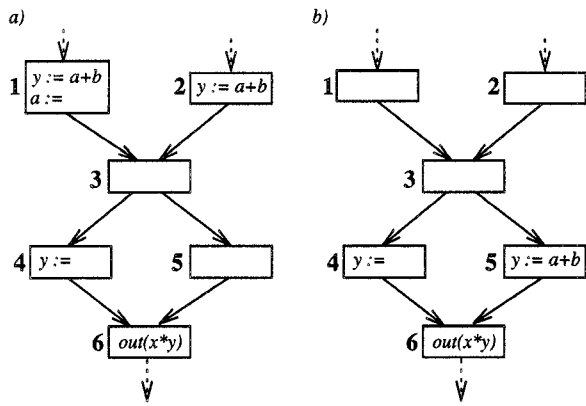 a)
b)
1
y := a+b
a :=
2
y := a+b
1
2
3
3
4
y :=
5
4
y :=
5
y := a+b
6
out(x*y)
6
out(x*y)